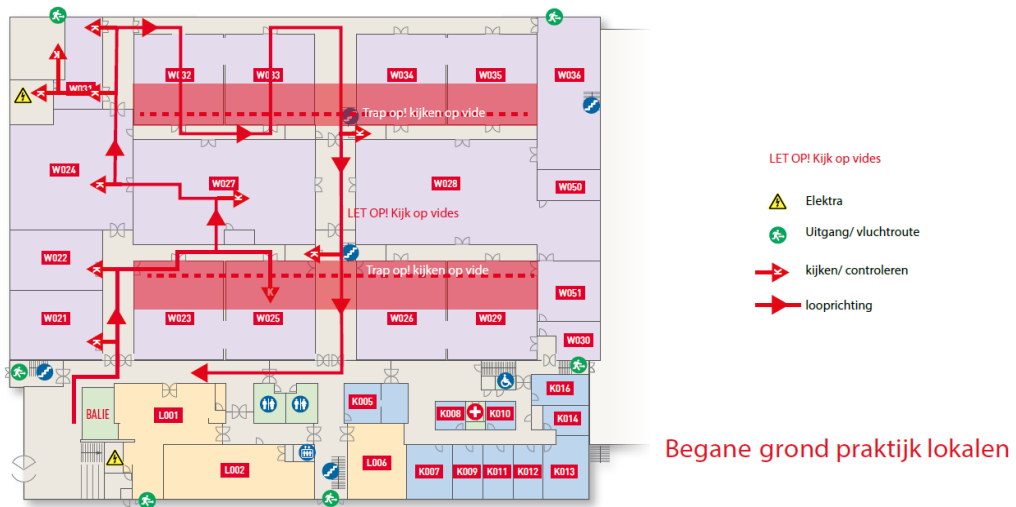 W032
W033
W034
W035
W036
W031
Trap op! kijken op vide
W024
W027
W028
W050
LET OP! Kijk op vides
W022
Trap op! kijken op vide
W051
W021
W023
W025
W026
W029
W030
BALIE
L001
K005
K008
K010
K016
K014
L002
L006
K007
K009
K011
K012
K013
LET OP! Kijk op vides
Elektra
Uitgang/ vluchtroute
kijken/ controleren
looprichting
Begane grond praktijk lokalen